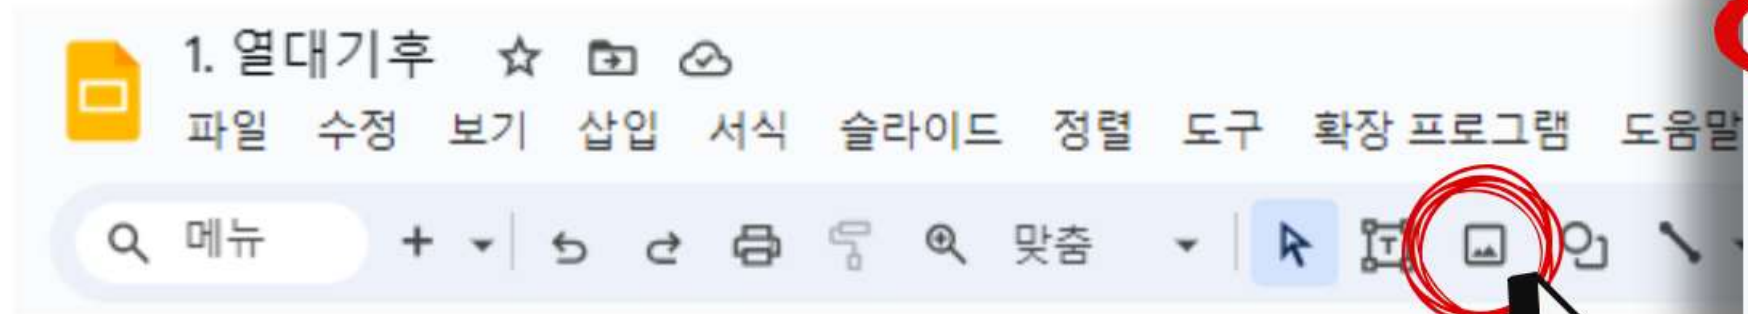 1. 열대기후
파일 수정 보기 삽입 서식 슬라이드 정렬 도구 확장 프로그램 도움말
메뉴 맞춤